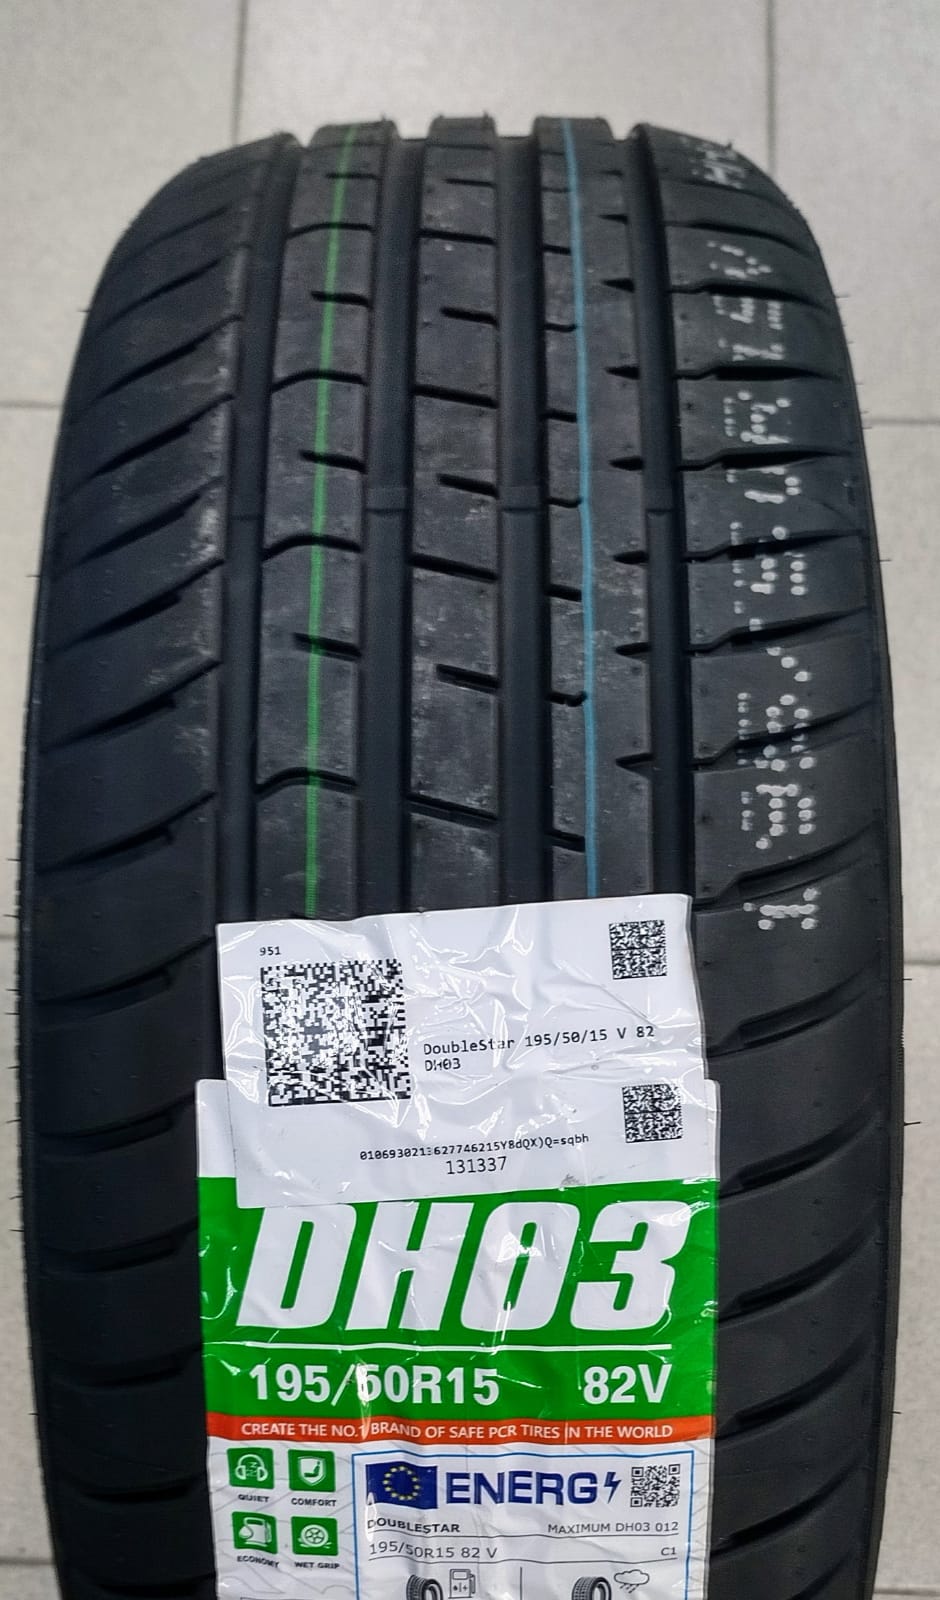 951
DoubleStar 195/50/15 V 82
DH03
0106930213627746215Y8dQX)Q=sqbh
131337
DH03
195/50R15 82V
CREATE THE NO.1 BRAND OF SAFE PCR TIRES IN THE WORLD
QUIET COMFORT
ECONOMY WET GRIP
ENERG
DOUBLESTAR MAXIMUM DH03 012
195/50R15 82 V C1